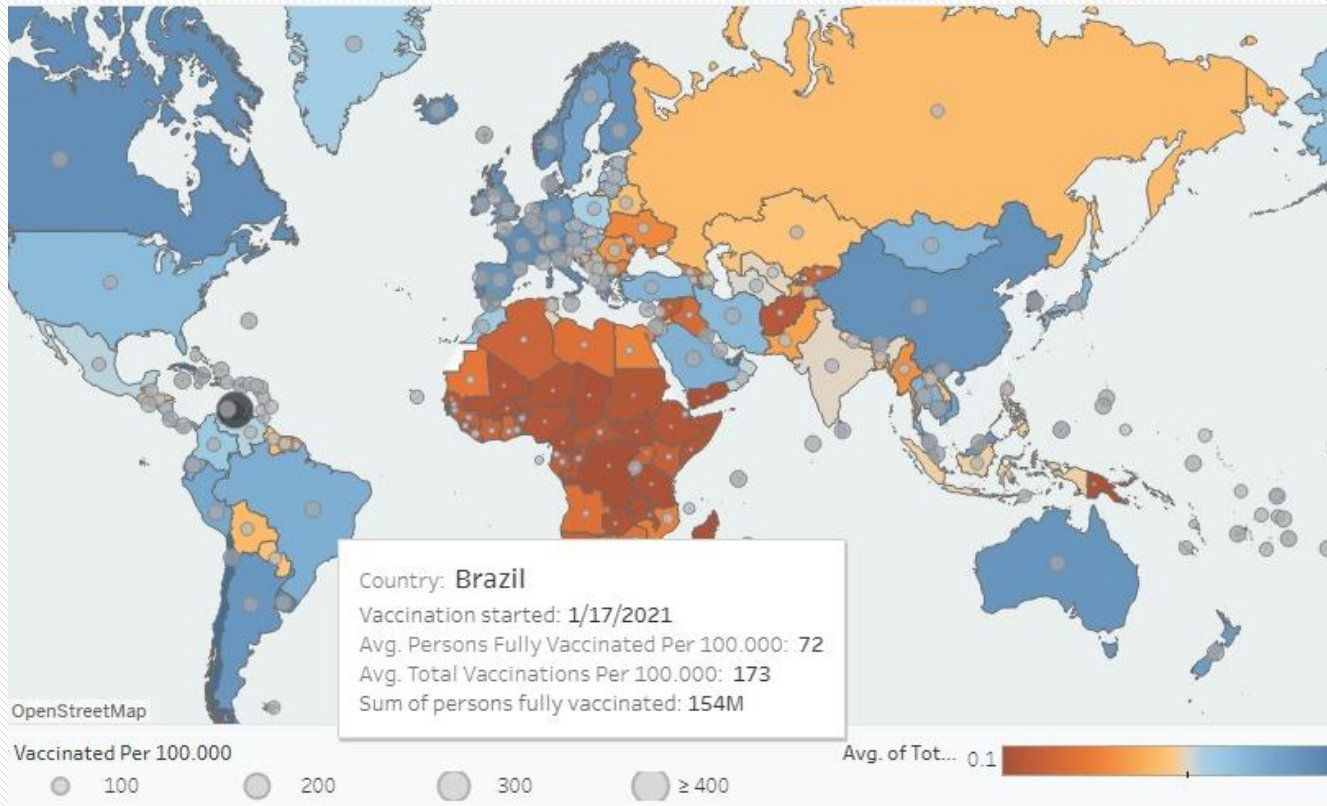 Country: Brazil
Vaccination started: 1/17/2021
Avg. Persons Fully Vaccinated Per 100.000: 72
Avg. Total Vaccinations Per 100.000: 173
Sum of persons fully vaccinated: 154M
OpenStreetMap
Vaccinated Per 100.000
100 200 300 ≥ 400
Avg. of Tot... 0.1